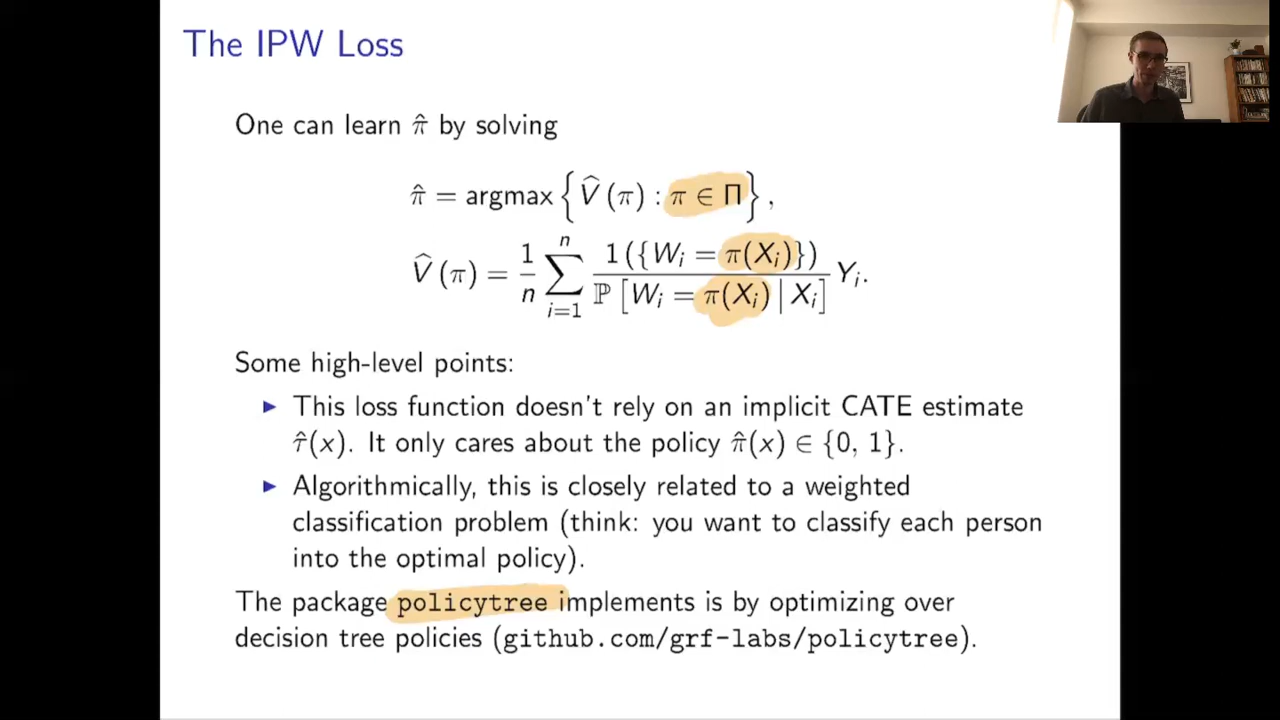 The IPW Loss
One can learn π̂ by solving
π̂ = argmax { V̂ (π) : π ∈ Π } ,
V̂ (π) = 1/n ∑_{i=1}^{n} 1({W_i = π(X_i)}) / ℙ [W_i = π(X_i) | X_i] Y_i.
Some high-level points:
▶ This loss function doesn't rely on an implicit CATE estimate
τ̂(x). It only cares about the policy π̂(x) ∈ {0, 1}.
▶ Algorithmically, this is closely related to a weighted
classification problem (think: you want to classify each person
into the optimal policy).
The package policytree implements is by optimizing over
decision tree policies (github.com/grf-labs/policytree).